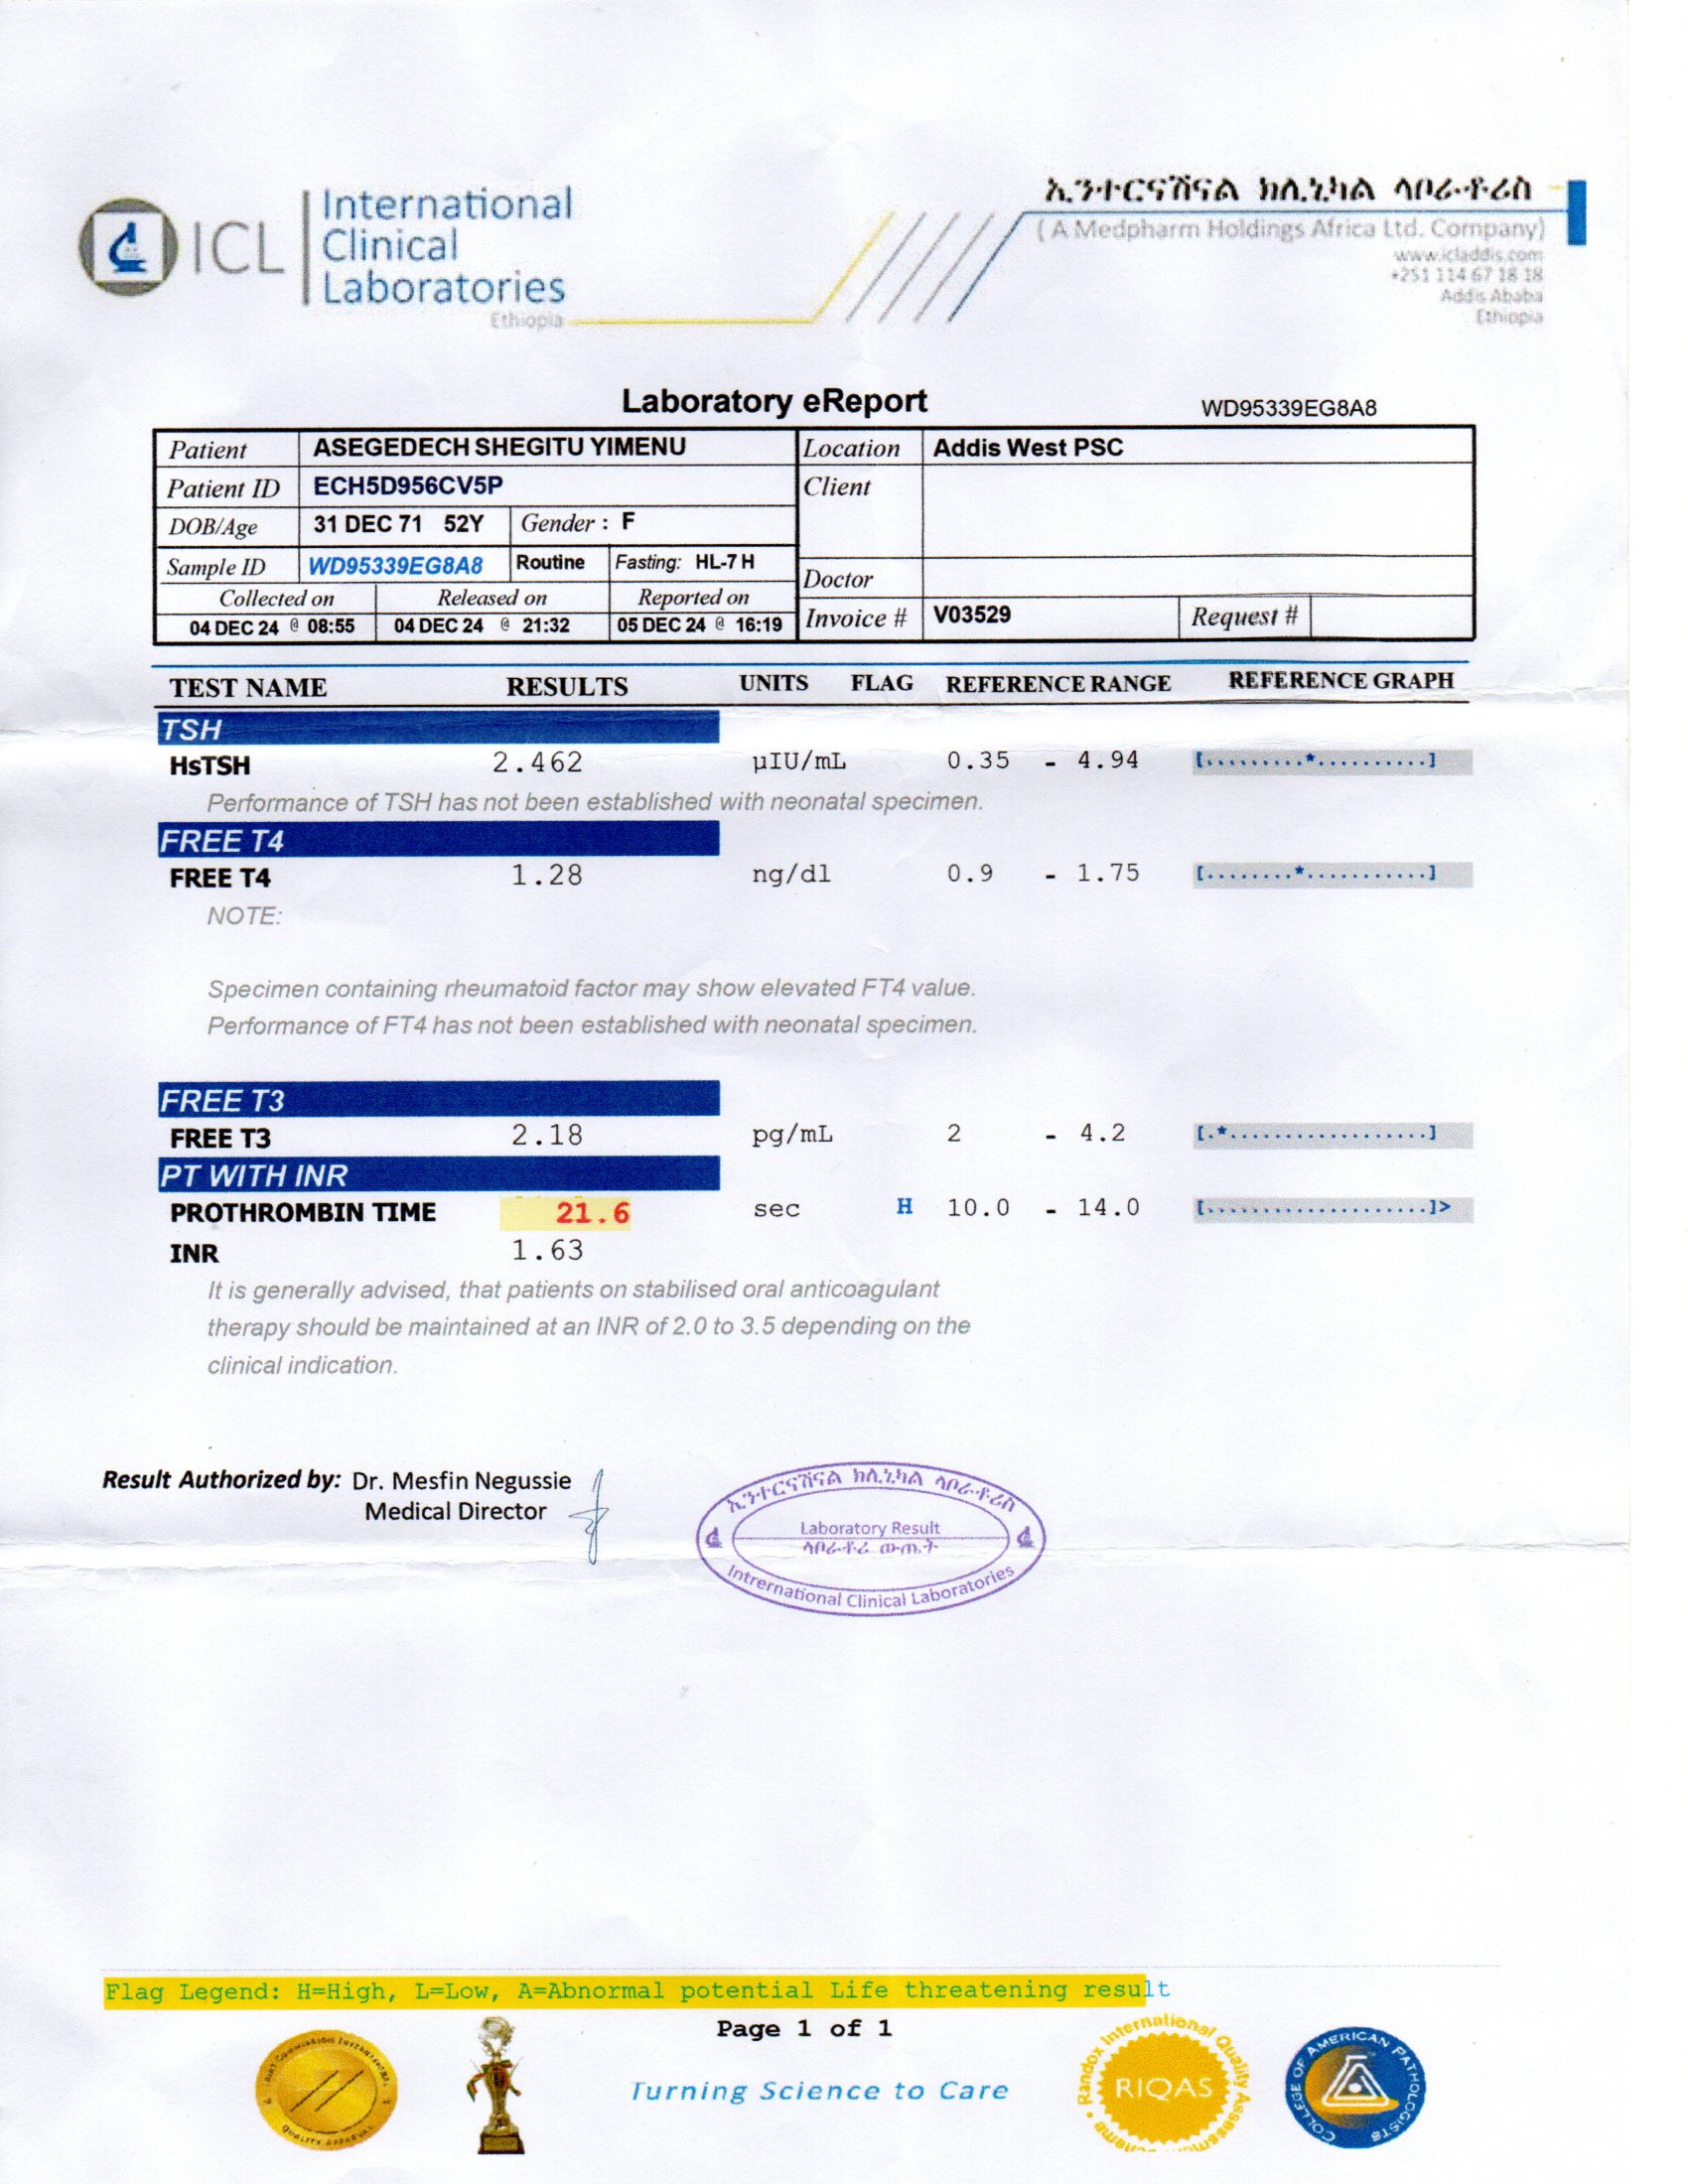 ICL
International
Clinical
Laboratories
Ethiopia
ኢንተርናሽናል ክሊኒካል ላቦራቶሪስ
( A Medpharm Holdings Africa Ltd. Company)
www.icladdis.com
+251 114 67 18 18
Addis Ababa
Ethiopia
Laboratory eReport WD95339EG8A8
Patient ASEGEDECH SHEGITU YIMENU Location Addis West PSC
Patient ID ECH5D956CV5P Client
DOB/Age 31 DEC 71 52Y Gender : F
Sample ID WD95339EG8A8 Routine Fasting: HL-7 H Doctor
Collected on Released on Reported on
04 DEC 24 @ 08:55 04 DEC 24 @ 21:32 05 DEC 24 @ 16:19 Invoice # V03529 Request #
TEST NAME RESULTS UNITS FLAG REFERENCE RANGE REFERENCE GRAPH
TSH
HsTSH 2.462 µIU/mL 0.35 - 4.94 [.........*..........]
Performance of TSH has not been established with neonatal specimen.
FREE T4
FREE T4 1.28 ng/dl 0.9 - 1.75 [........*...........]
NOTE:
Specimen containing rheumatoid factor may show elevated FT4 value.
Performance of FT4 has not been established with neonatal specimen.
FREE T3
FREE T3 2.18 pg/mL 2 - 4.2 [.*..................]
PT WITH INR
PROTHROMBIN TIME 21.6 sec H 10.0 - 14.0 [....................]>
INR 1.63
It is generally advised, that patients on stabilised oral anticoagulant
therapy should be maintained at an INR of 2.0 to 3.5 depending on the
clinical indication.
Result Authorized by: Dr. Mesfin Negussie
Medical Director
ኢንተርናሽናል ክሊኒካል ላቦራቶሪስ
Laboratory Result
ላቦራቶሪ ውጤት
Intrernational Clinical Laboratories
Flag Legend: H=High, L=Low, A=Abnormal potential Life threatening result
Page 1 of 1
Turning Science to Care
RIQAS
Randox International Quality Assessment
COLLEGE OF AMERICAN PATHOLOGISTS
QUALITY APPROVAL